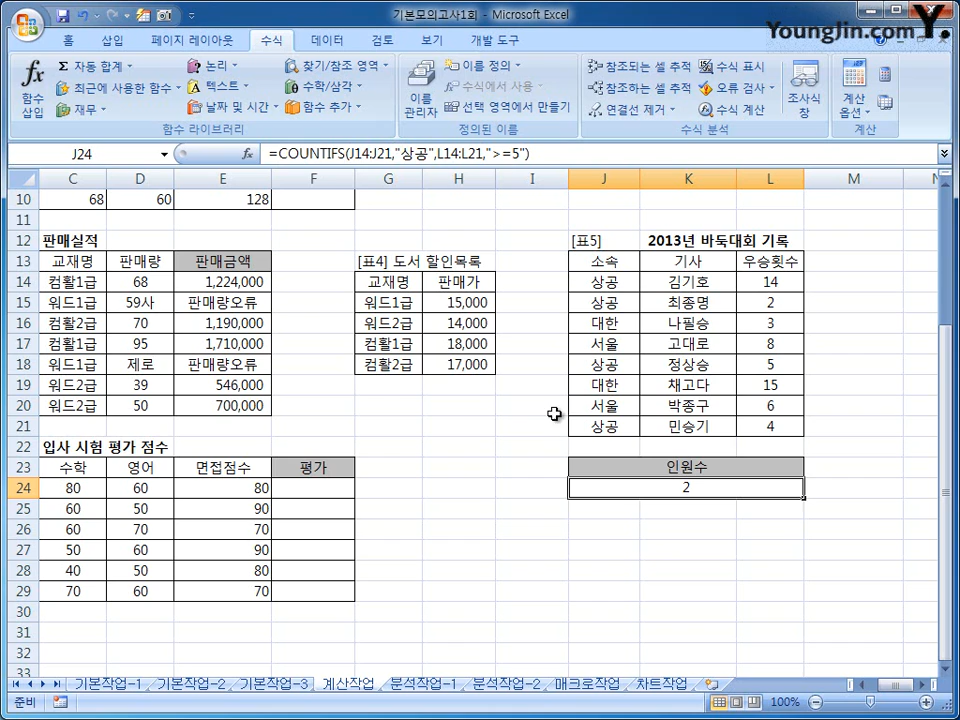 기본모의고사1회 - Microsoft Excel
YoungJin.com Y.
홈 삽입 페이지 레이아웃 수식 데이터 검토 보기 개발 도구
함수 삽입
Σ 자동 합계
최근에 사용한 함수
재무
논리
텍스트
날짜 및 시간
찾기/참조 영역
수학/삼각
함수 추가
함수 라이브러리
이름 관리자
이름 정의
수식에서 사용
선택 영역에서 만들기
정의된 이름
참조되는 셀 추적
참조하는 셀 추적
연결선 제거
수식 표시
오류 검사
수식 계산
조사식 창
수식 분석
계산 옵션
계산
J24 fx =COUNTIFS(J14:J21,"상공",L14:L21,">=5")
C D E F G H I J K L M N
10 68 60 128
11
12 판매실적 [표5] 2013년 바둑대회 기록
13 교재명 판매량 판매금액 [표4] 도서 할인목록 소속 기사 우승횟수
14 컴활1급 68 1,224,000 교재명 판매가 상공 김기호 14
15 워드1급 59사 판매량오류 워드1급 15,000 상공 최종명 2
16 컴활2급 70 1,190,000 워드2급 14,000 대한 나필승 3
17 컴활1급 95 1,710,000 컴활1급 18,000 서울 고대로 8
18 워드1급 제로 판매량오류 컴활2급 17,000 상공 정상승 5
19 워드2급 39 546,000 대한 채고다 15
20 워드2급 50 700,000 서울 박종구 6
21 상공 민승기 4
22 입사 시험 평가 점수
23 수학 영어 면접점수 평가 인원수
24 80 60 80 2
25 60 50 90
26 60 70 70
27 50 60 90
28 40 50 80
29 70 60 70
30
31
32
33
기본작업-1 기본작업-2 기본작업-3 계산작업 분석작업-1 분석작업-2 매크로작업 차트작업
준비 100%